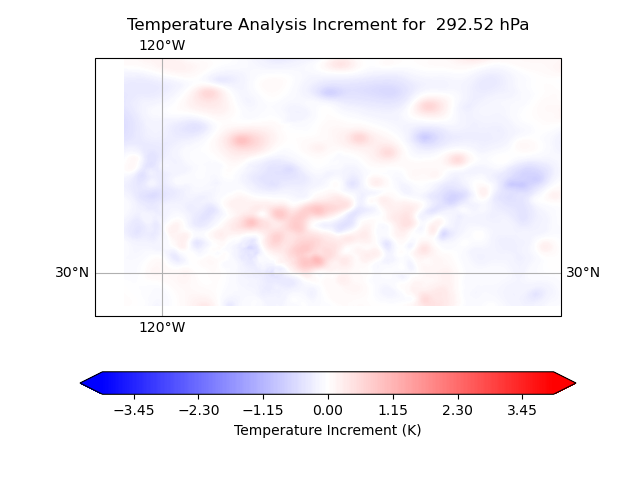 Temperature Analysis Increment for  292.52 hPa
120°W
30°N
30°N
120°W
−3.45
−2.30
−1.15
0.00
1.15
2.30
3.45
Temperature Increment (K)